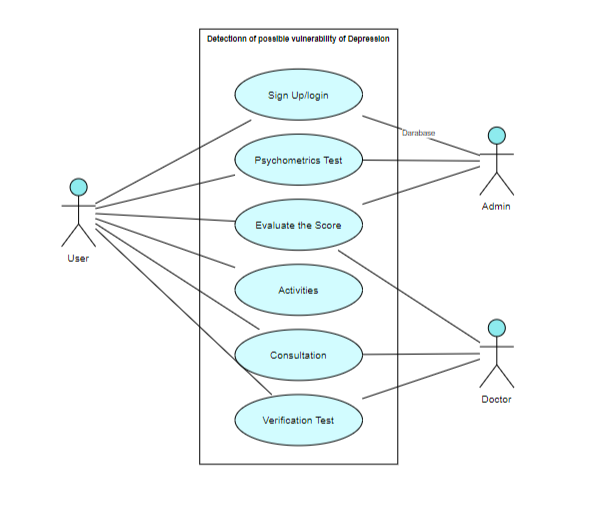 Detectionn of possible vulnerability of Depression
Sign Up/login
Darabase
Psychometrics Test
Admin
Evaluate the Score
User
Activities
Consultation
Doctor
Verification Test